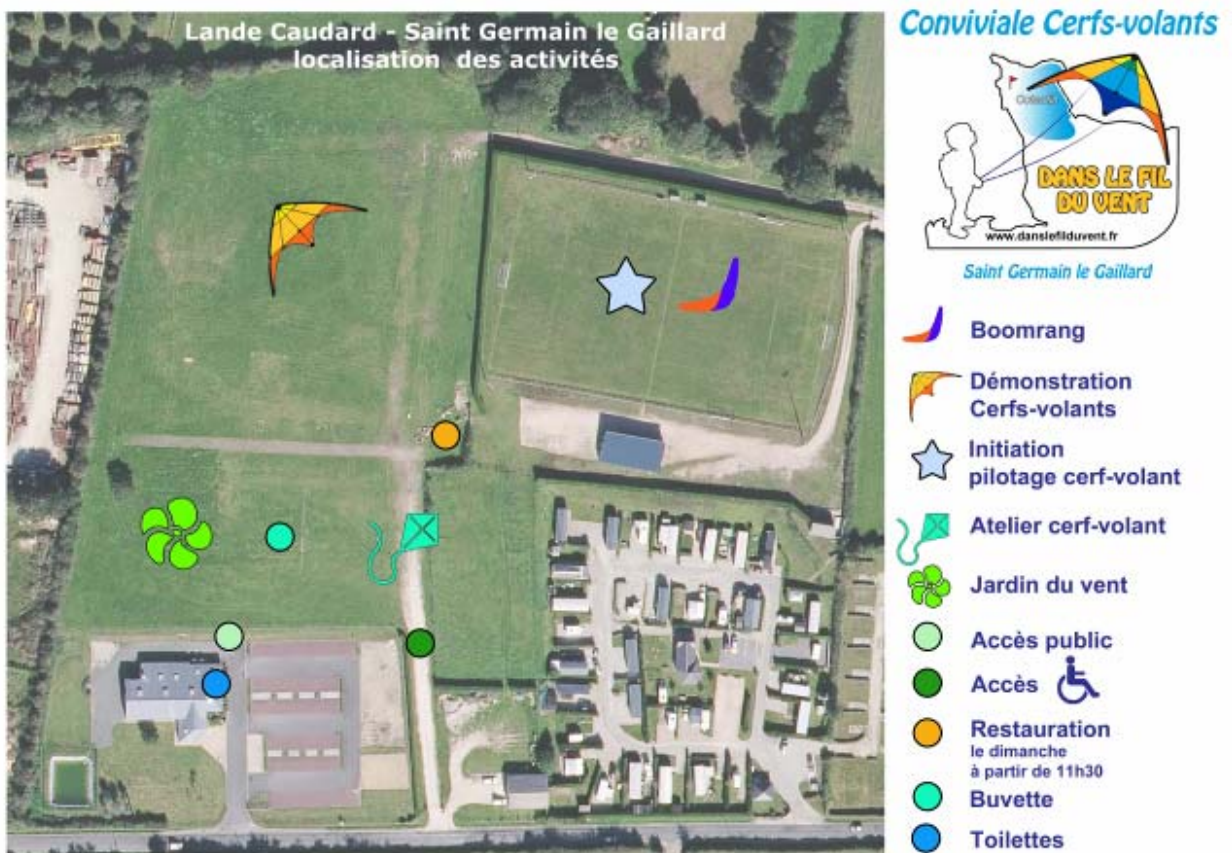 Lande Caudard - Saint Germain le Gaillard
localisation des activités
Conviviale Cerfs-volants
DANS LE FIL
DU VENT
www.danslefilduvent.fr
Saint Germain le Gaillard
Boomrang
Démonstration
Cerfs-volants
Initiation
pilotage cerf-volant
Atelier cerf-volant
Jardin du vent
Accès public
Accès
Restauration
le dimanche
à partir de 11h30
Buvette
Toilettes